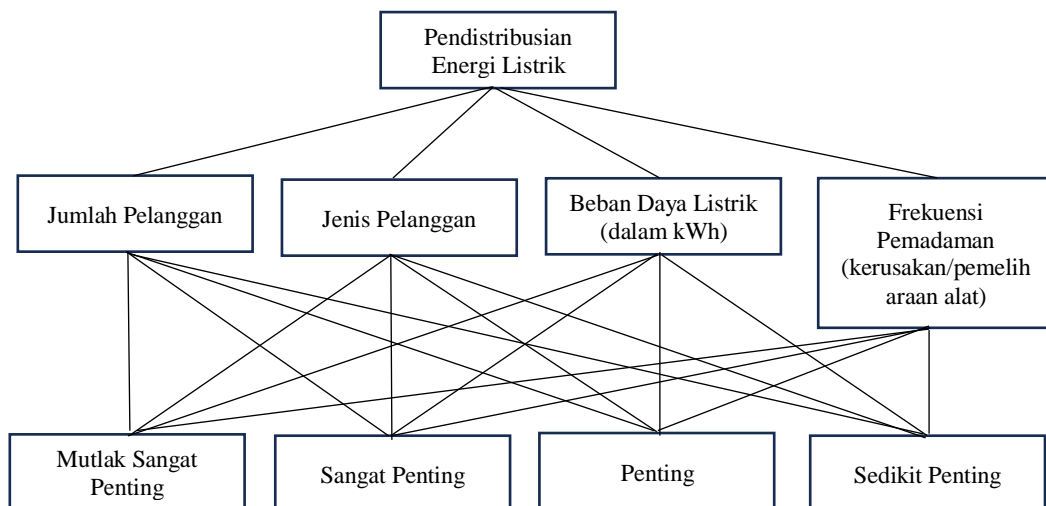 Pendistribusian
Energi Listrik
Jumlah Pelanggan
Jenis Pelanggan
Beban Daya Listrik
(dalam kWh)
Frekuensi
Pemadaman
(kerusakan/pemelih
araan alat)
Mutlak Sangat
Penting
Sangat Penting
Penting
Sedikit Penting